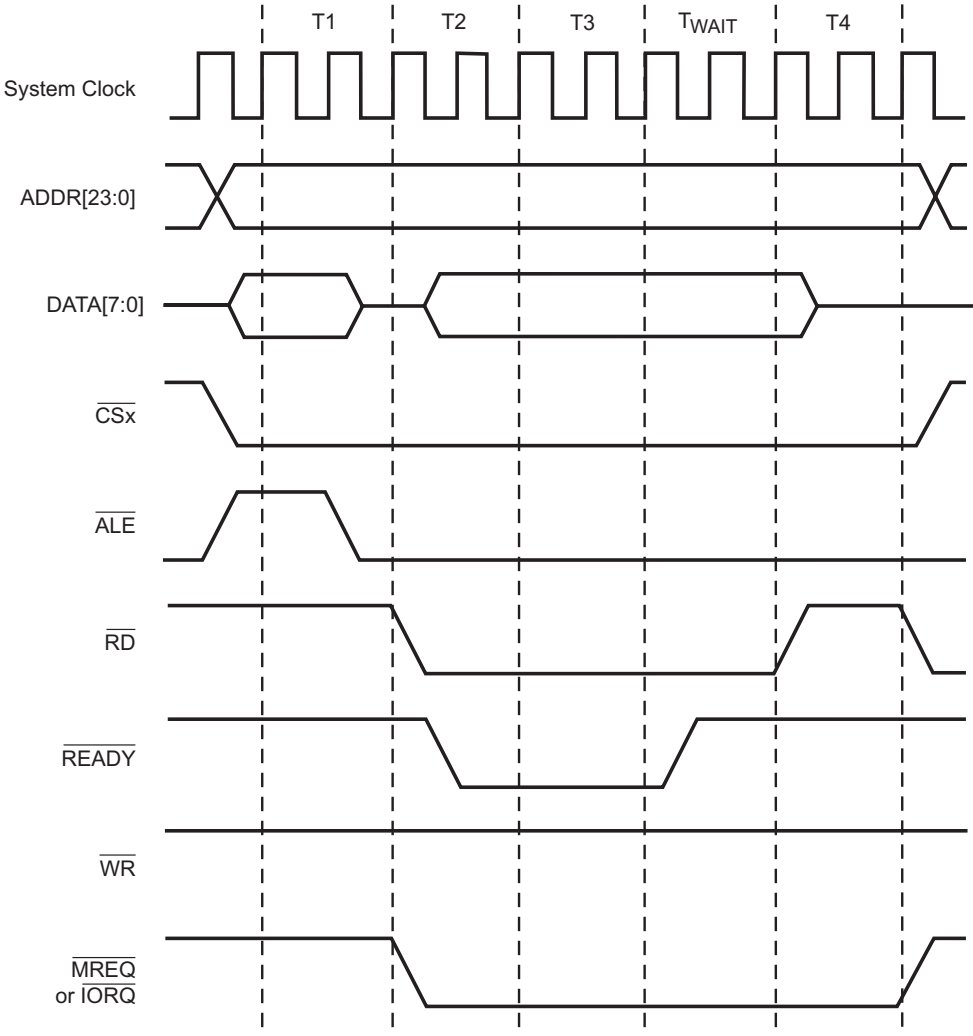 T1 T2 T3 TWAIT T4
System Clock
ADDR[23:0]
DATA[7:0]
CSx
ALE
RD
READY
WR
MREQ
or IORQ